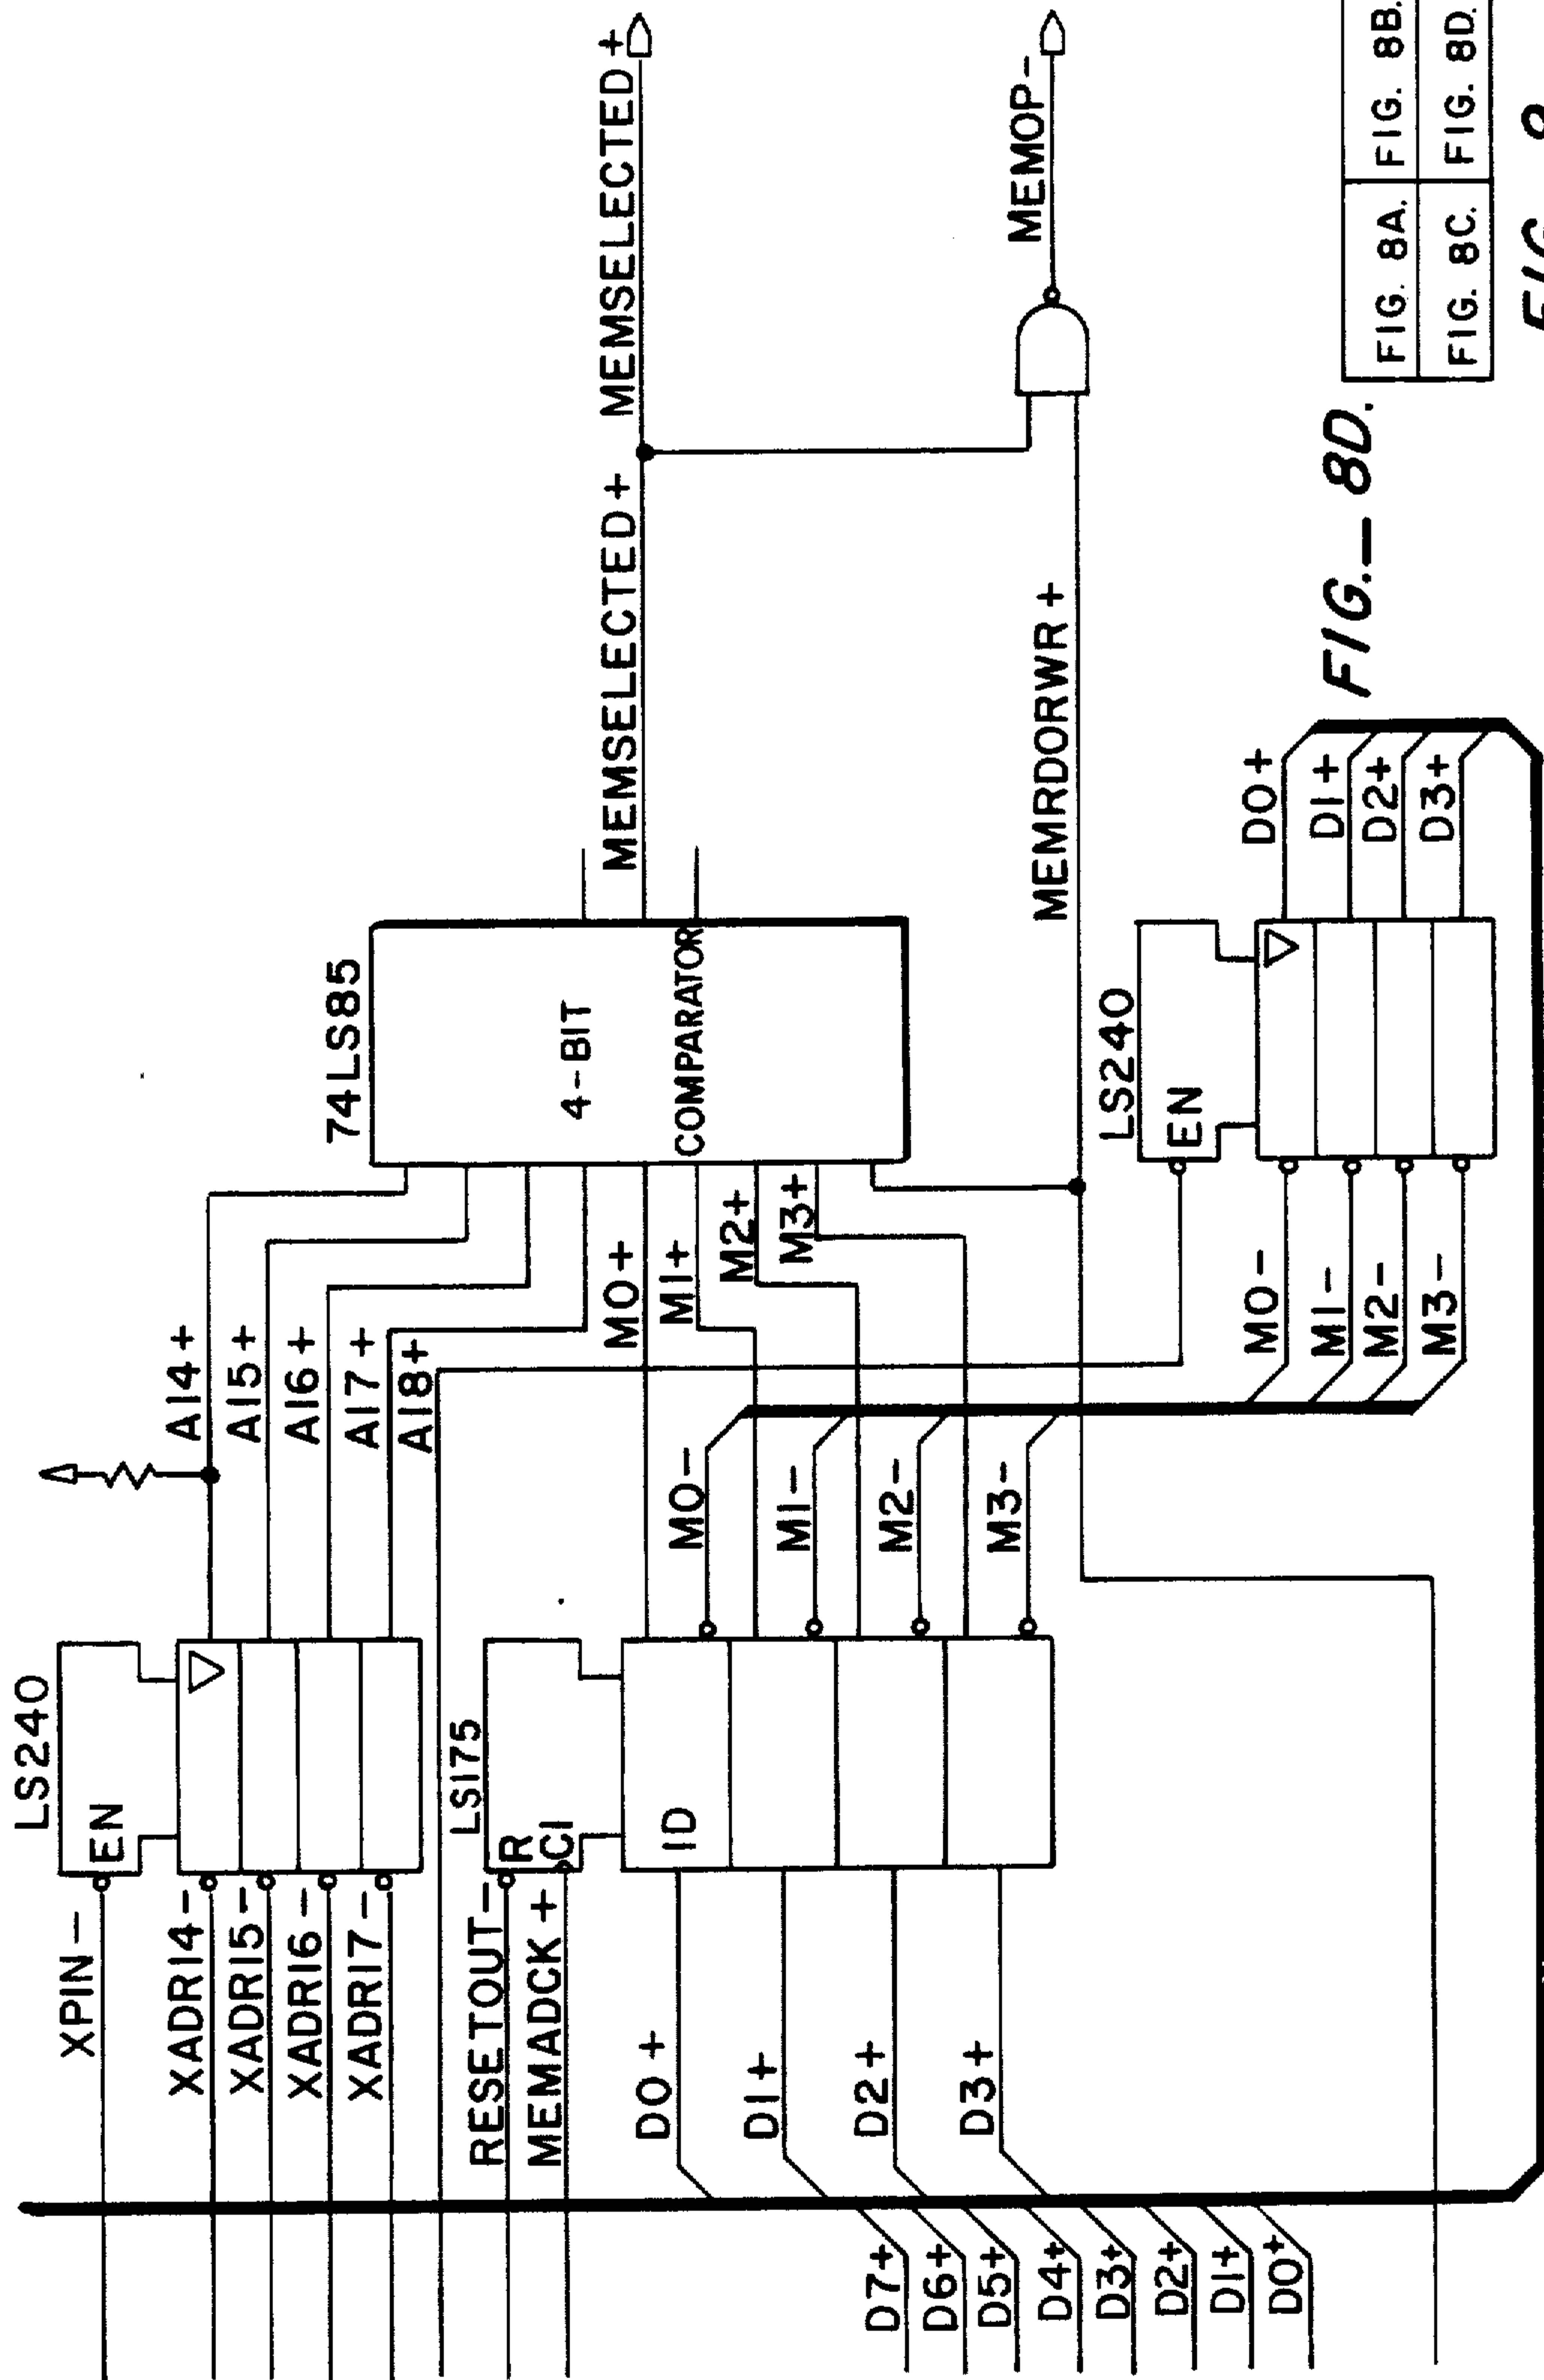 LS240
EN
XPIN-
XADR14-
XADR15-
XADR16-
XADR17-
A14+
A15+
A16+
A17+
A18+
LS175
R
C1
1D
RESETOUT-
MEMADCK+
D0+
D1+
D2+
D3+
M0+
M1+
M2+
M3+
M0-
M1-
M2-
M3-
74LS85
4-BIT
COMPARATOR
MEMSELECTED+
MEMSELECTED+
MEMRDORWR+
MEMOP-
LS240
EN
M0-
M1-
M2-
M3-
D0+
D1+
D2+
D3+
D7+
D6+
D5+
D4+
D3+
D2+
D1+
D0+
FIG.-8D.
FIG. 8A. FIG. 8B.
FIG. 8C. FIG. 8D.